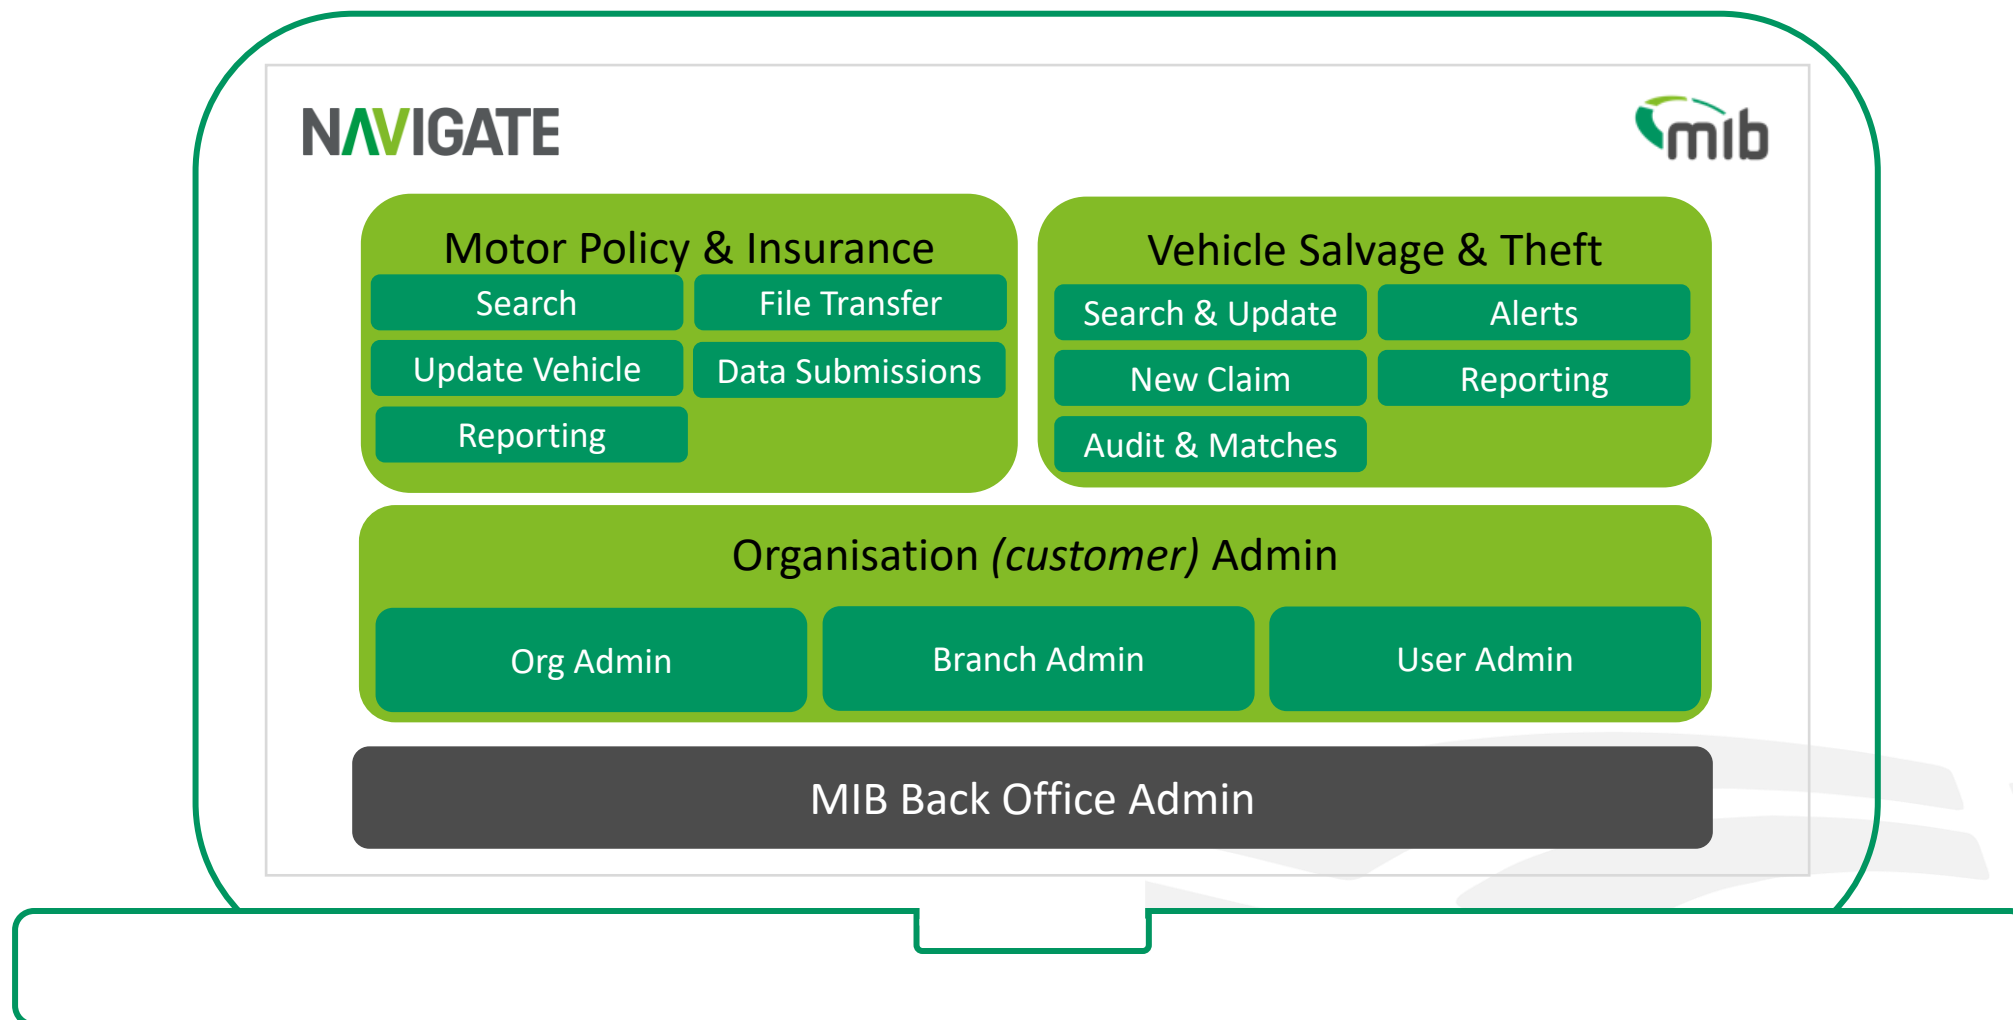 NAVIGATE
mib
Motor Policy & Insurance
Search
File Transfer
Update Vehicle
Data Submissions
Reporting
Vehicle Salvage & Theft
Search & Update
Alerts
New Claim
Reporting
Audit & Matches
Organisation (customer) Admin
Org Admin
Branch Admin
User Admin
MIB Back Office Admin